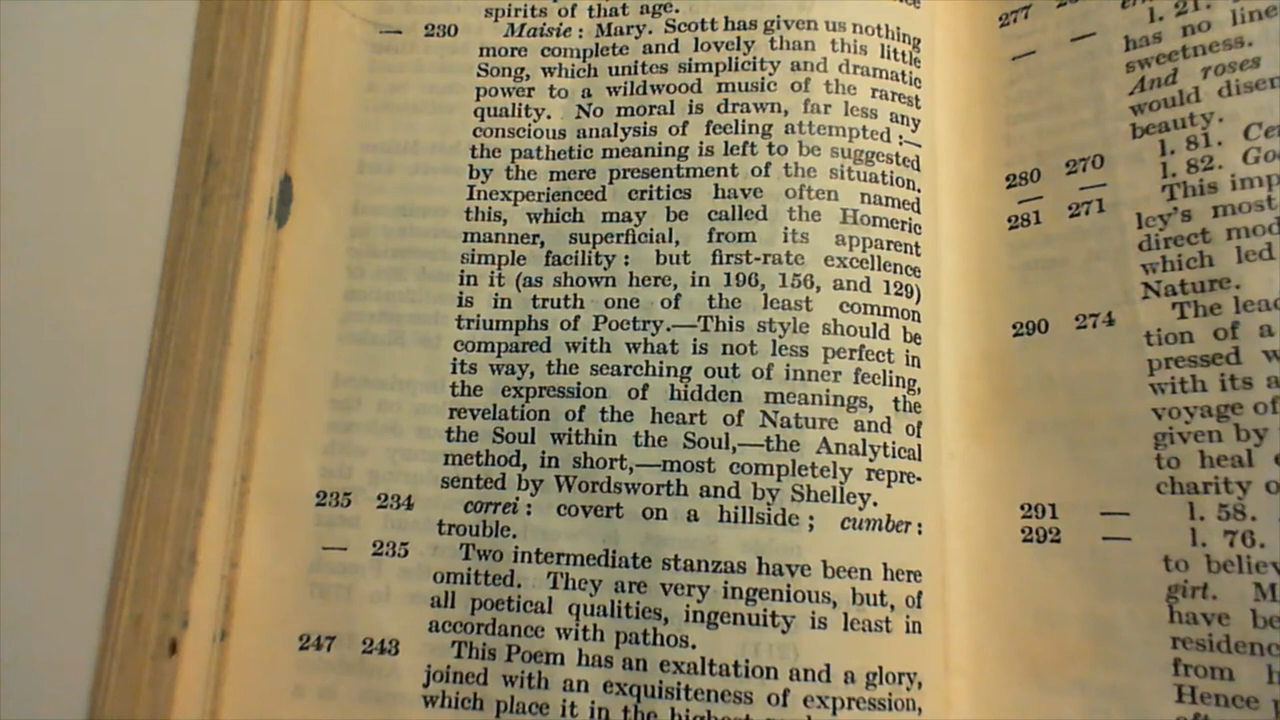 spirits of that age.
— 230 Maisie: Mary. Scott has given us nothing
more complete and lovely than this little
Song, which unites simplicity and dramatic
power to a wildwood music of the rarest
quality. No moral is drawn, far less any
conscious analysis of feeling attempted:—
the pathetic meaning is left to be suggested
by the mere presentment of the situation.
Inexperienced critics have often named
this, which may be called the Homeric
manner, superficial, from its apparent
simple facility: but first-rate excellence
in it (as shown here, in 196, 156, and 129)
is in truth one of the least common
triumphs of Poetry.—This style should be
compared with what is not less perfect in
its way, the searching out of inner feeling,
the expression of hidden meanings, the
revelation of the heart of Nature and of
the Soul within the Soul,—the Analytical
method, in short,—most completely repre-
sented by Wordsworth and by Shelley.
235 234 correi: covert on a hillside; cumber:
trouble.
— 235 Two intermediate stanzas have been here
omitted. They are very ingenious, but, of
all poetical qualities, ingenuity is least in
accordance with pathos.
247 243 This Poem has an exaltation and a glory,
joined with an exquisiteness of expression,
which place it in the highest
277
l. 21.
— — has no line
sweetness.
And roses
would
beauty.
l. 81.
280 270 l. 82.
— — This
281 271 ley's most
direct
which led
Nature.
290 274 The
tion of a
pressed
with its
voyage of
given by
to heal
charity
291 — l. 58.
292 — l. 76.
to
girt.
have
from
Hence